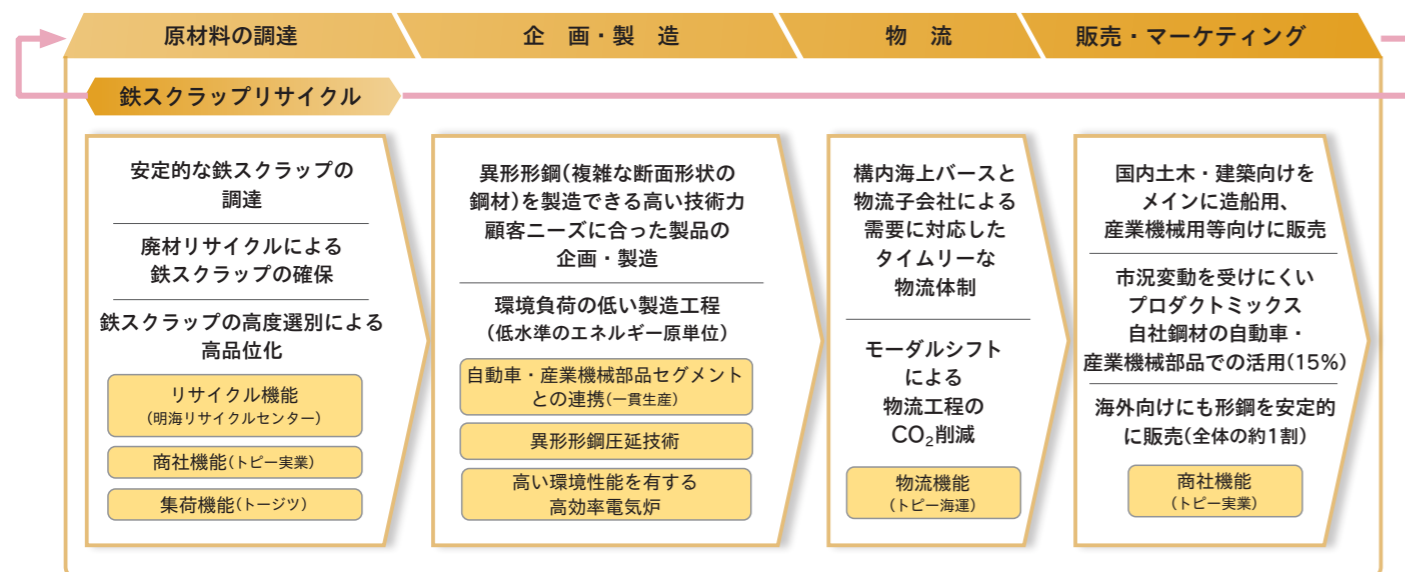 原材料の調達
企 画・製 造
物 流
販売・マーケティング
鉄スクラップリサイクル
安定的な鉄スクラップの
調達
廃材リサイクルによる
鉄スクラップの確保
鉄スクラップの高度選別による
高品位化
リサイクル機能
(明海リサイクルセンター)
商社機能(トピー実業)
集荷機能(トージツ)
異形形鋼(複雑な断面形状の
鋼材)を製造できる高い技術力
顧客ニーズに合った製品の
企画・製造
環境負荷の低い製造工程
(低水準のエネルギー原単位)
自動車・産業機械部品セグメント
との連携(一貫生産)
異形形鋼圧延技術
高い環境性能を有する
高効率電気炉
構内海上バースと
物流子会社による
需要に対応した
タイムリーな
物流体制
モーダルシフト
による
物流工程の
CO₂削減
物流機能
(トピー海運)
国内土木・建築向けを
メインに造船用、
産業機械用等向けに販売
市況変動を受けにくい
プロダクトミックス
自社鋼材の自動車・
産業機械部品での活用(15%)
海外向けにも形鋼を安定的
に販売(全体の約1割)
商社機能
(トピー実業)